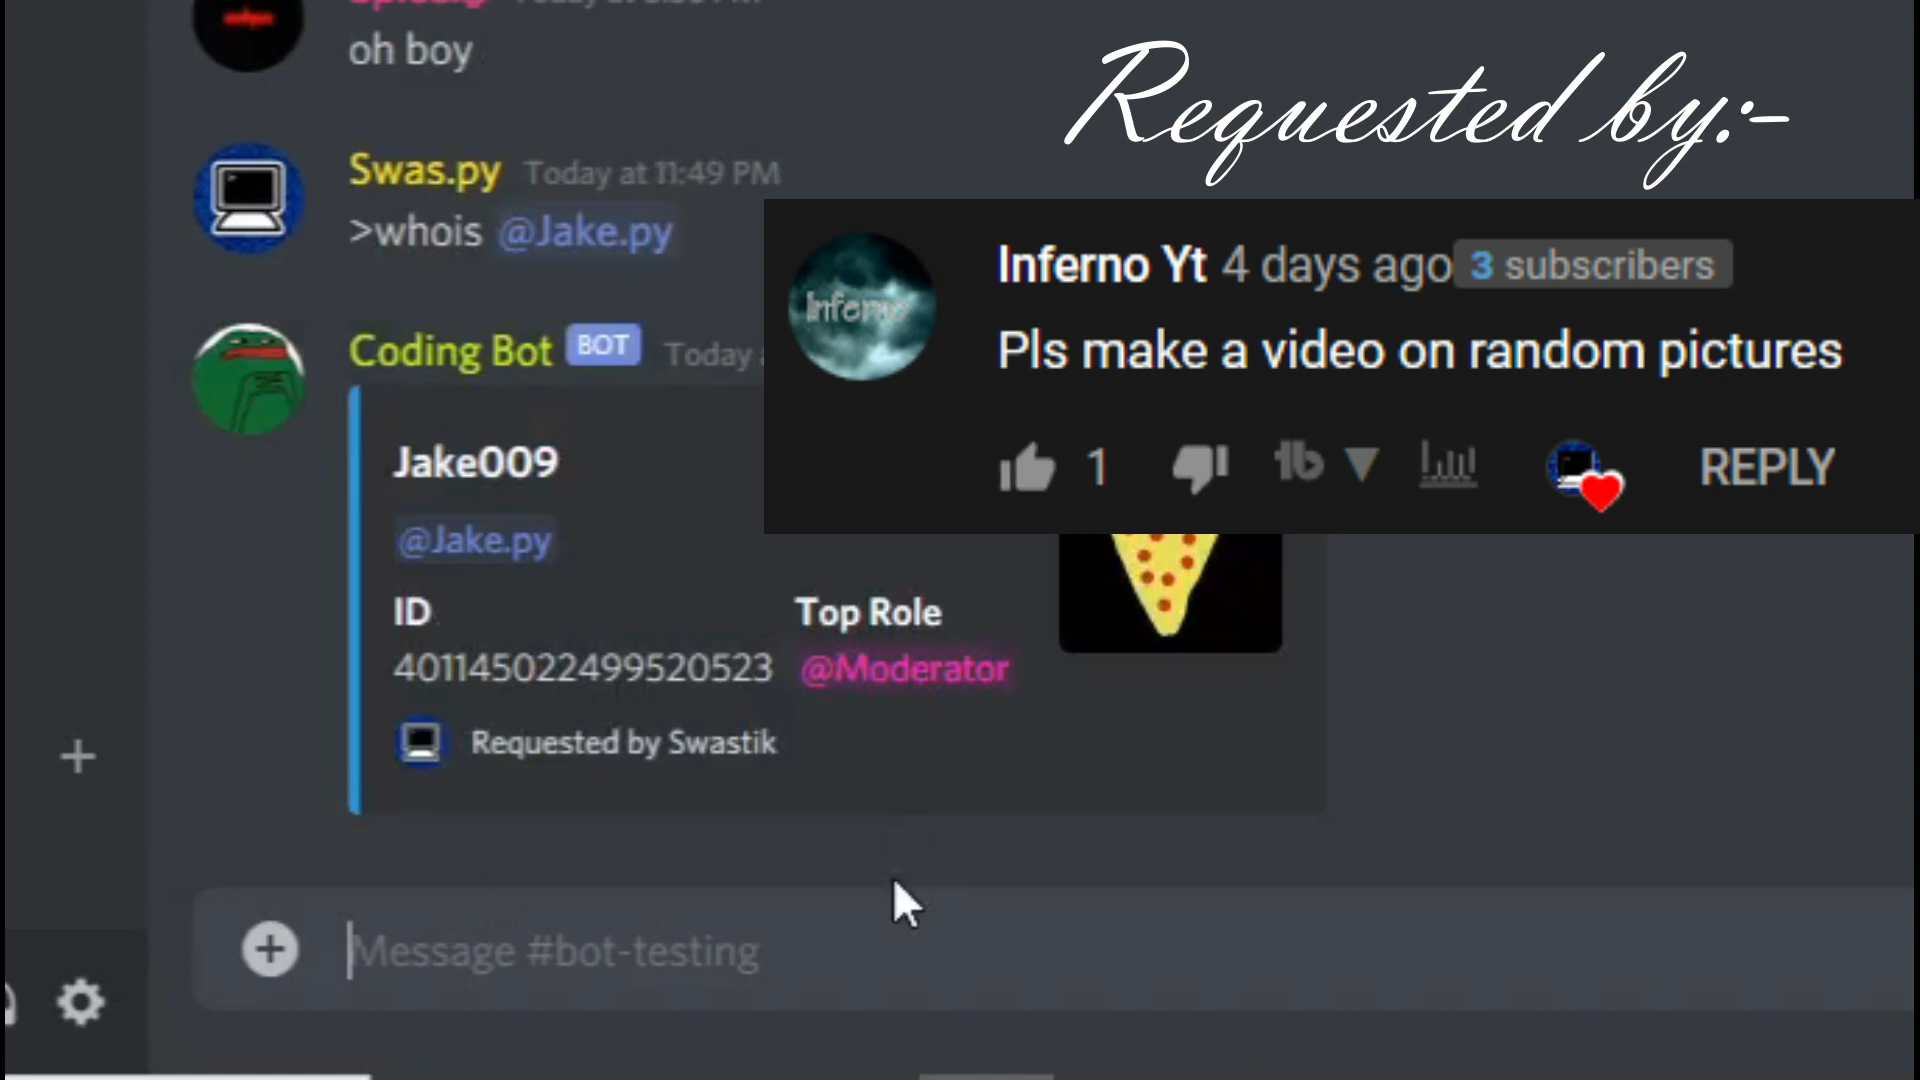 oh boy
Requested by:-
Swas.py Today at 11:49 PM
>whois @Jake.py
Inferno Yt 4 days ago 3 subscribers
Pls make a video on random pictures
1 REPLY
Coding Bot BOT Today
Jake009
@Jake.py
ID Top Role
401145022499520523 @Moderator
Requested by Swastik
Message #bot-testing